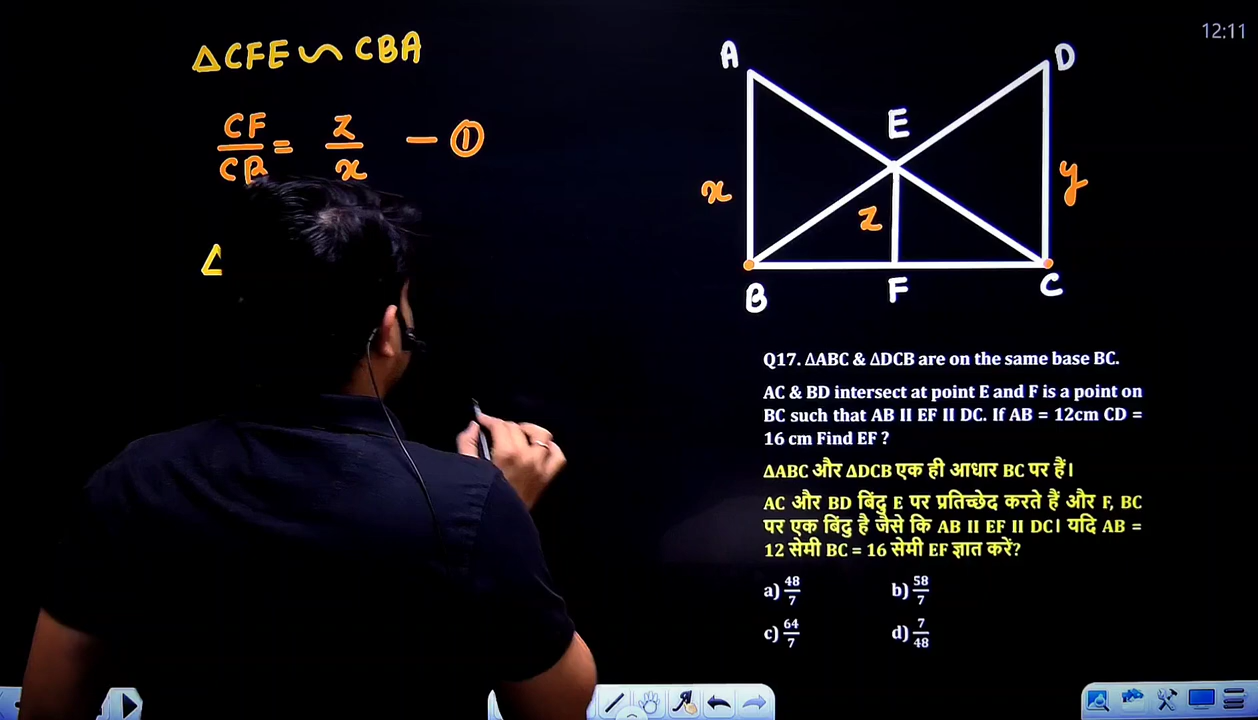 12:11
△CFE ∽ CBA
CF/CB = z/x — ①
△
A
D
E
x
z
y
B
F
C
Q17. ΔABC & ΔDCB are on the same base BC.
AC & BD intersect at point E and F is a point on
BC such that AB II EF II DC. If AB = 12cm CD =
16 cm Find EF ?
ΔABC और ΔDCB एक ही आधार BC पर हैं।
AC और BD बिंदु E पर प्रतिच्छेद करते हैं और F, BC
पर एक बिंदु है जैसे कि AB II EF II DC। यदि AB =
12 सेमी BC = 16 सेमी EF ज्ञात करें?
a) 48/7 b) 58/7
c) 64/7 d) 7/48